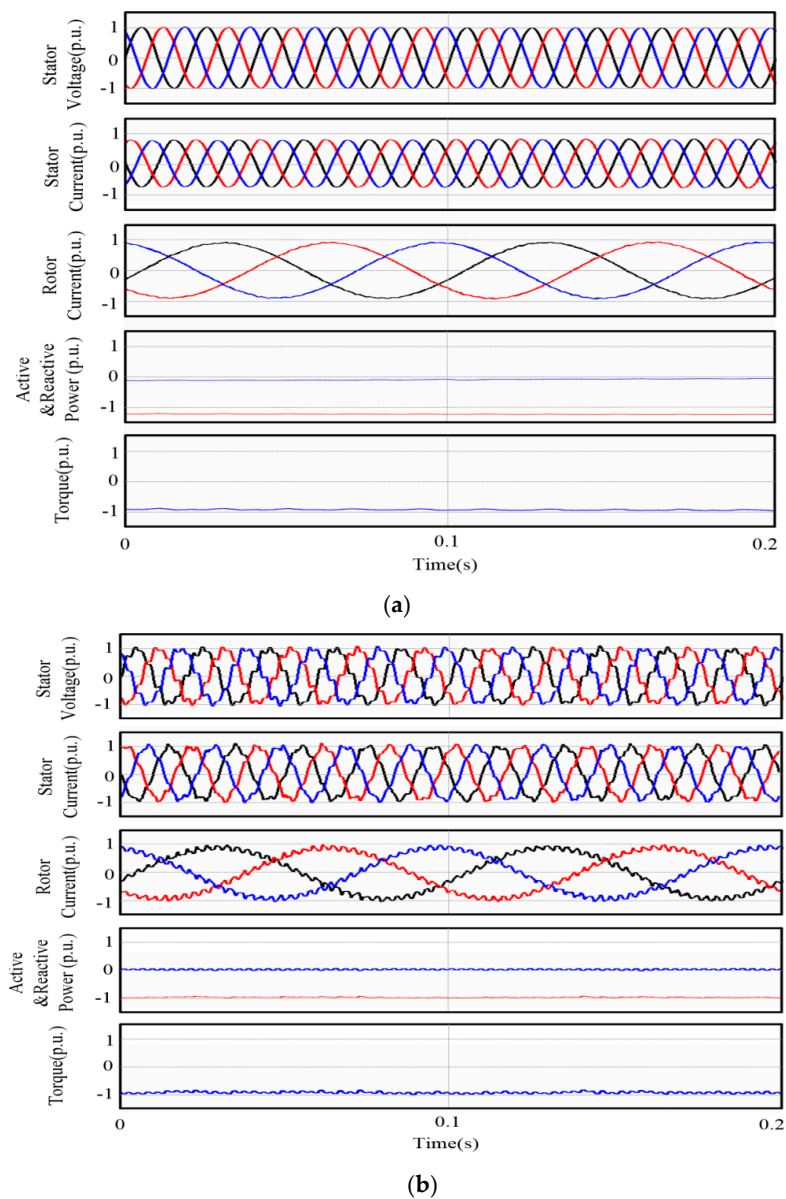 Stator
Voltage(p.u.)
1
0
-1
Stator
Current(p.u.)
1
0
-1
Rotor
Current(p.u.)
1
0
-1
Active
&Reactive
Power (p.u.)
1
0
-1
Torque(p.u.)
1
0
-1
0
0.1
0.2
Time(s)
(a)
Stator
Voltage(p.u.)
1
0
-1
Stator
Current(p.u.)
1
0
-1
Rotor
Current(p.u.)
1
0
-1
Active
&Reactive
Power (p.u.)
1
0
-1
Torque(p.u.)
1
0
-1
0
0.1
0.2
Time(s)
(b)